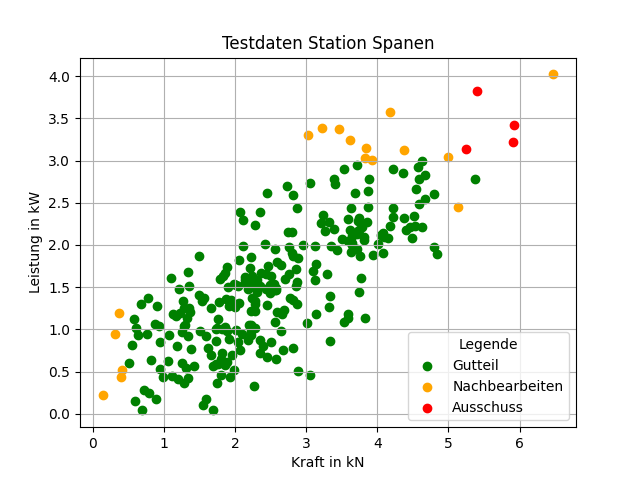 Testdaten Station Spanen
Leistung in kW
4.0
3.5
3.0
2.5
2.0
1.5
1.0
0.5
0.0
0
1
2
3
4
5
6
Kraft in kN
Legende
Gutteil
Nachbearbeiten
Ausschuss